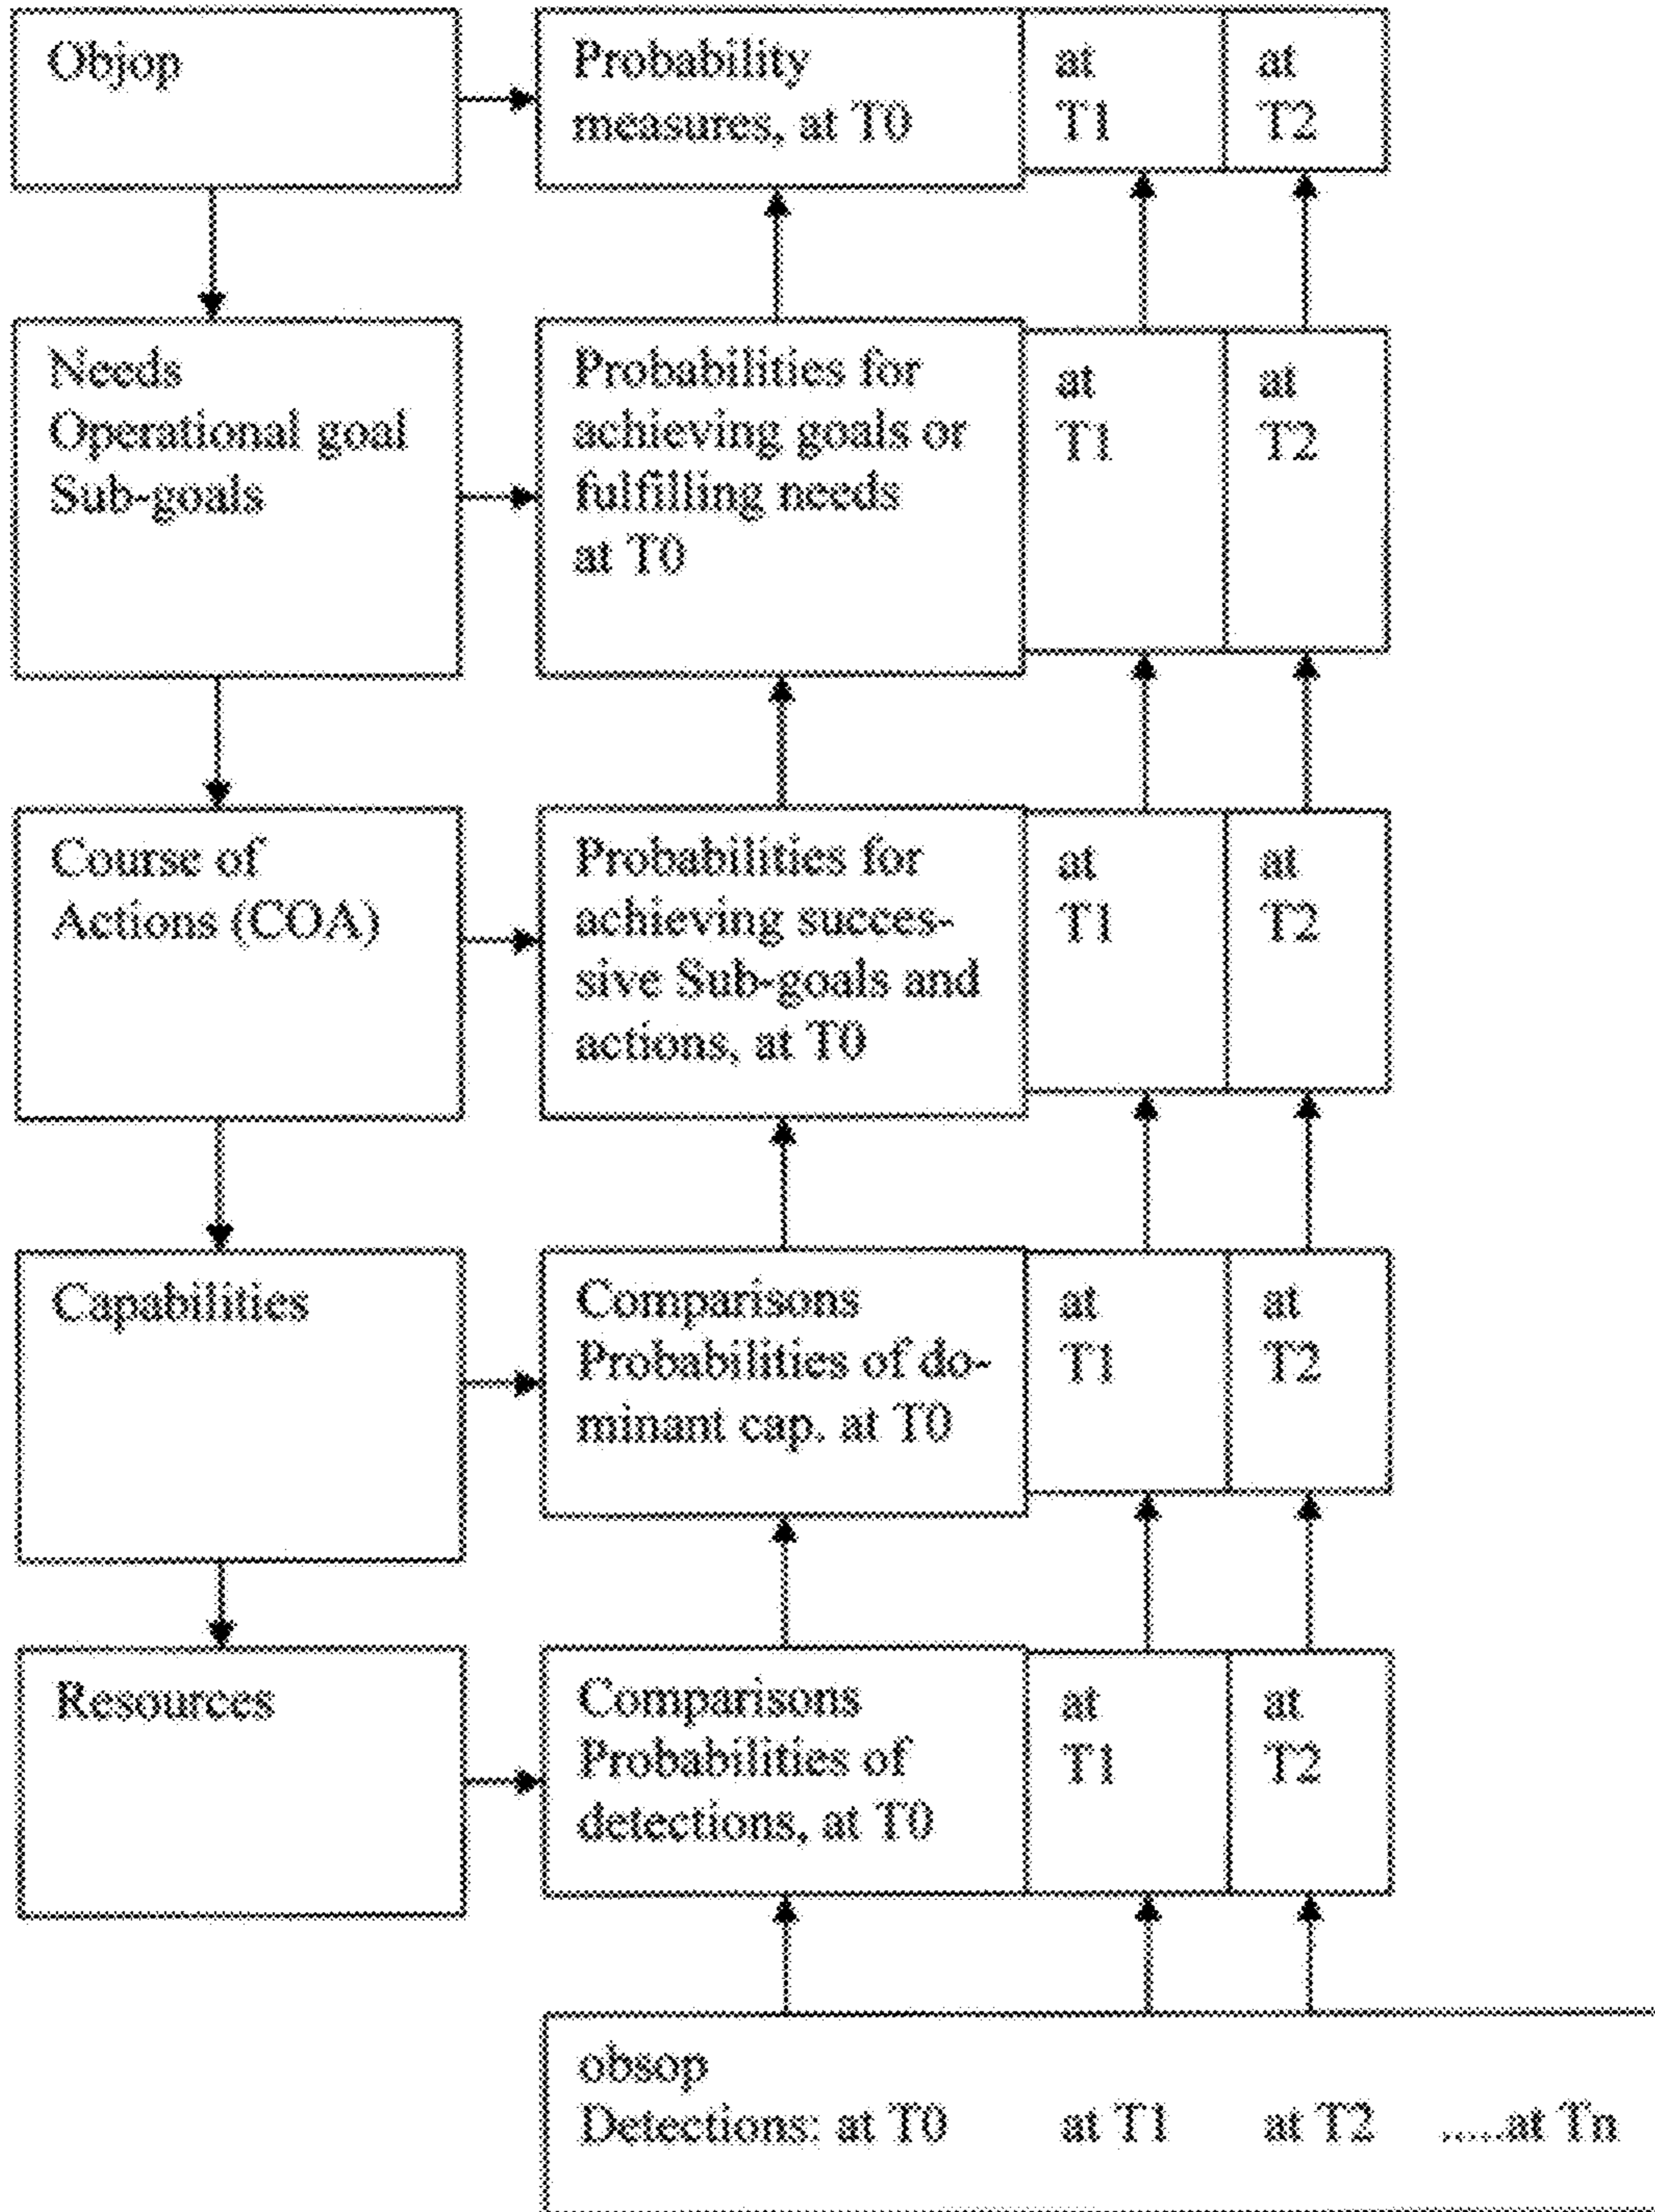 Objop
Probability
measures, at T0
at
T1
at
T2
Needs
Operational goal
Sub-goals
Probabilities for
achieving goals or
fulfilling needs
at T0
at
T1
at
T2
Course of
Actions (COA)
Probabilities for
achieving succes-
sive Sub-goals and
actions, at T0
at
T1
at
T2
Capabilities
Comparisons
Probabilities of do-
minant cap. at T0
at
T1
at
T2
Resources
Comparisons
Probabilities of
detections, at T0
at
T1
at
T2
obsop
Detections: at T0 at T1 at T2 .....at Tn